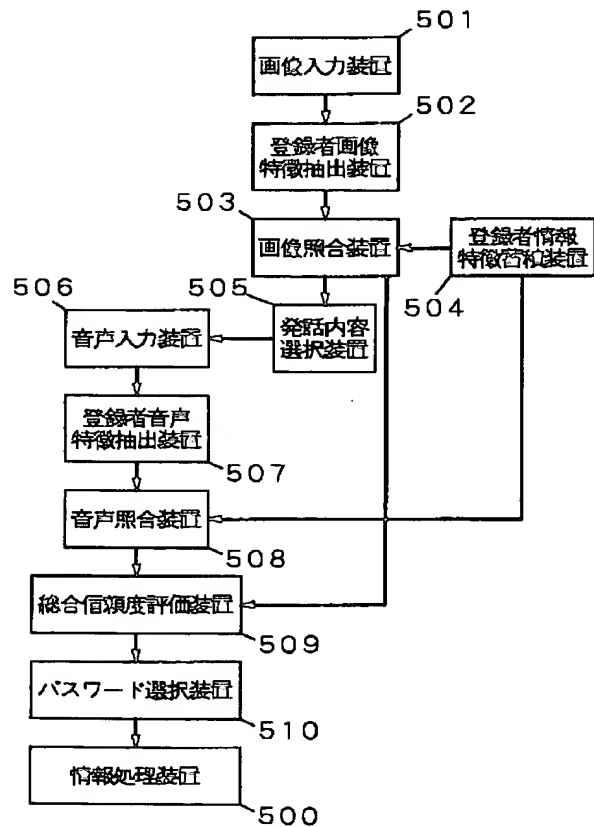 501
画像入力装置
502
登録者画像
特徴抽出装置
503
画像照合装置
登録者情報
特徴蓄積装置
504
505
発話内容
選択装置
506
音声入力装置
登録者音声
特徴抽出装置
507
音声照合装置
508
総合信頼度評価装置
509
パスワード選択装置
510
情報処理装置
500